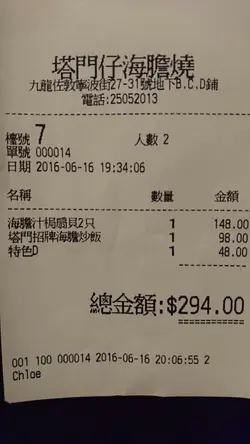 塔門仔海膽燒
九龍佐敦寧波街27-31號地下B.C.D鋪
電話:25052013
檯號 7 人數 2
單號 000014
日期 2016-06-16 19:34:06
名稱 數量 金額
海膽汁焗扇貝2只 1 148.00
塔門招牌海膽炒飯 1 98.00
特色D 1 48.00
總金額:$294.00
001 100 000014 2016-06-16 20:06:55 2
Chloe